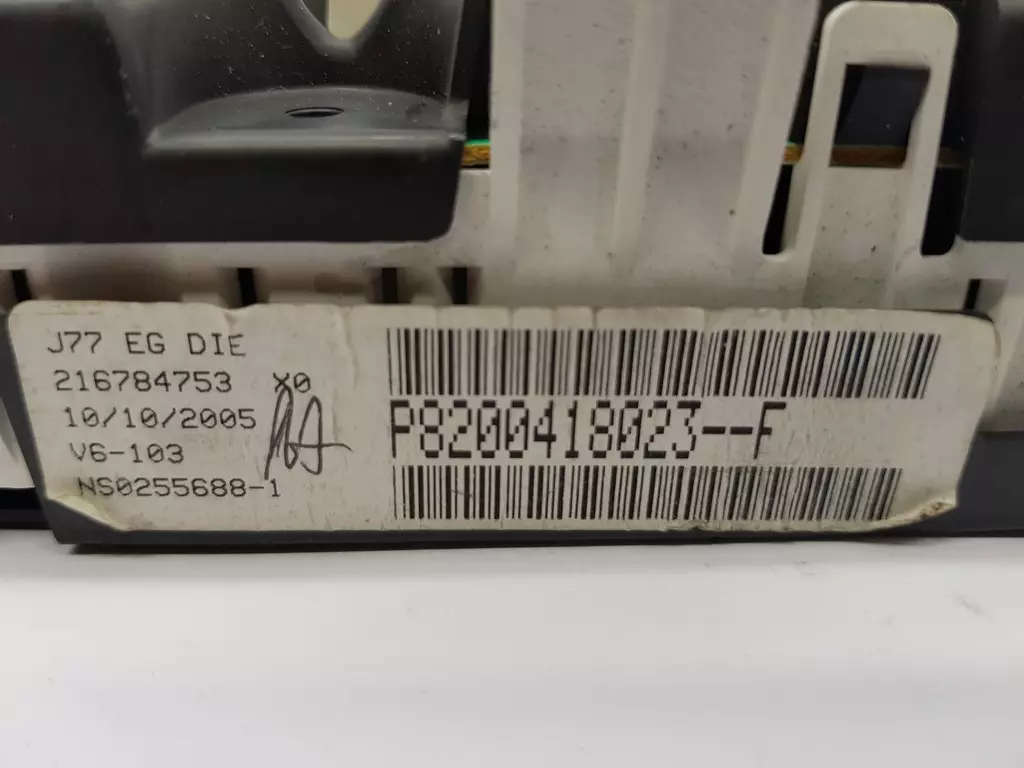 J77 EG DIE
216784753 X0
10/10/2005
V6-103
NS0255688-1
P8200418023--F